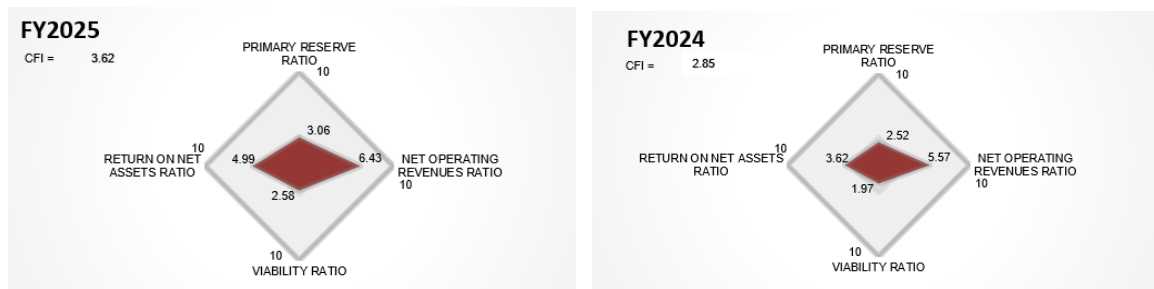 FY2025
CFI = 3.62
PRIMARY RESERVE
RATIO
10
3.06
10
RETURN ON NET
ASSETS RATIO
4.99
6.43
NET OPERATING
REVENUES RATIO
10
2.58
10
VIABILITY RATIO
FY2024
CFI = 2.85
PRIMARY RESERVE
RATIO
10
2.52
10
RETURN ON NET ASSETS
RATIO
3.62
5.57
NET OPERATING
REVENUES RATIO
10
1.97
10
VIABILITY RATIO